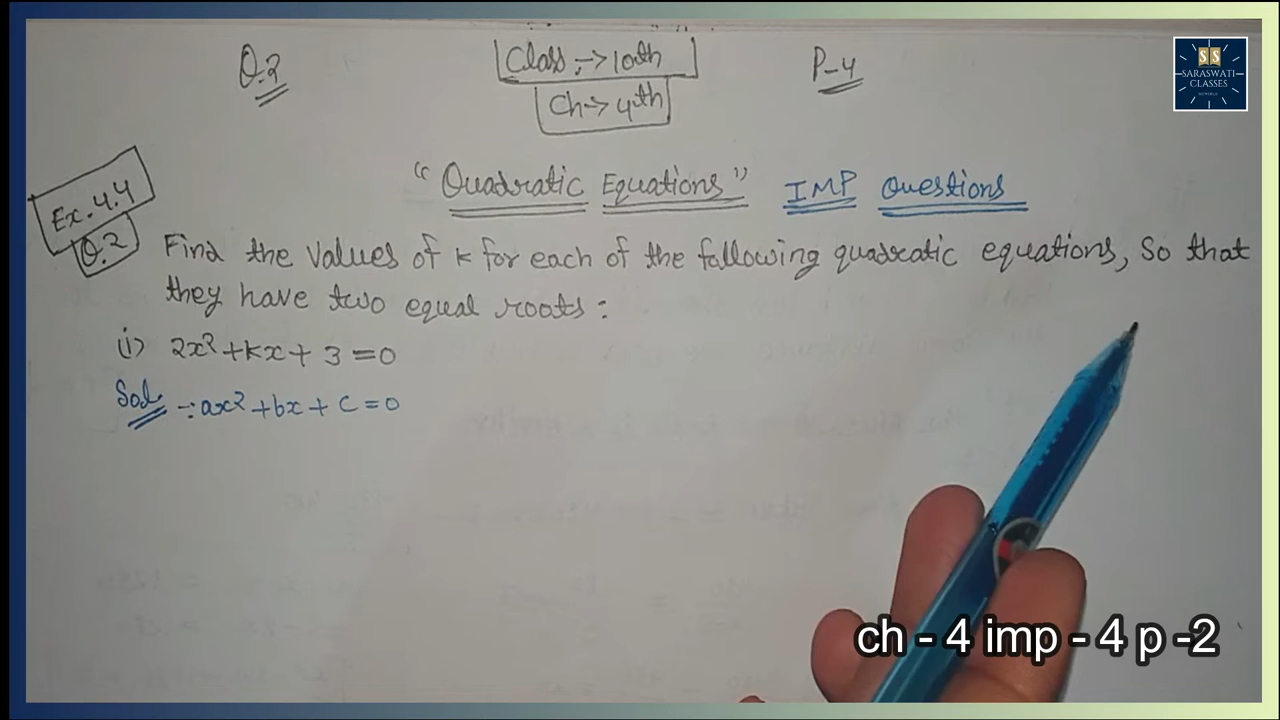 Q.2
Class :-> 10th
P-4
Ch-> 4th
SS
SARASWATI
CLASSES
Ex-4.4
Q.2
"Quadratic Equations" IMP Questions
Find the values of k for each of the following quadratic equations, So that
they have two equal roots:
(i) 2x²+kx+3=0
Sol :- ax²+bx+c=0
ch - 4 imp - 4 p -2